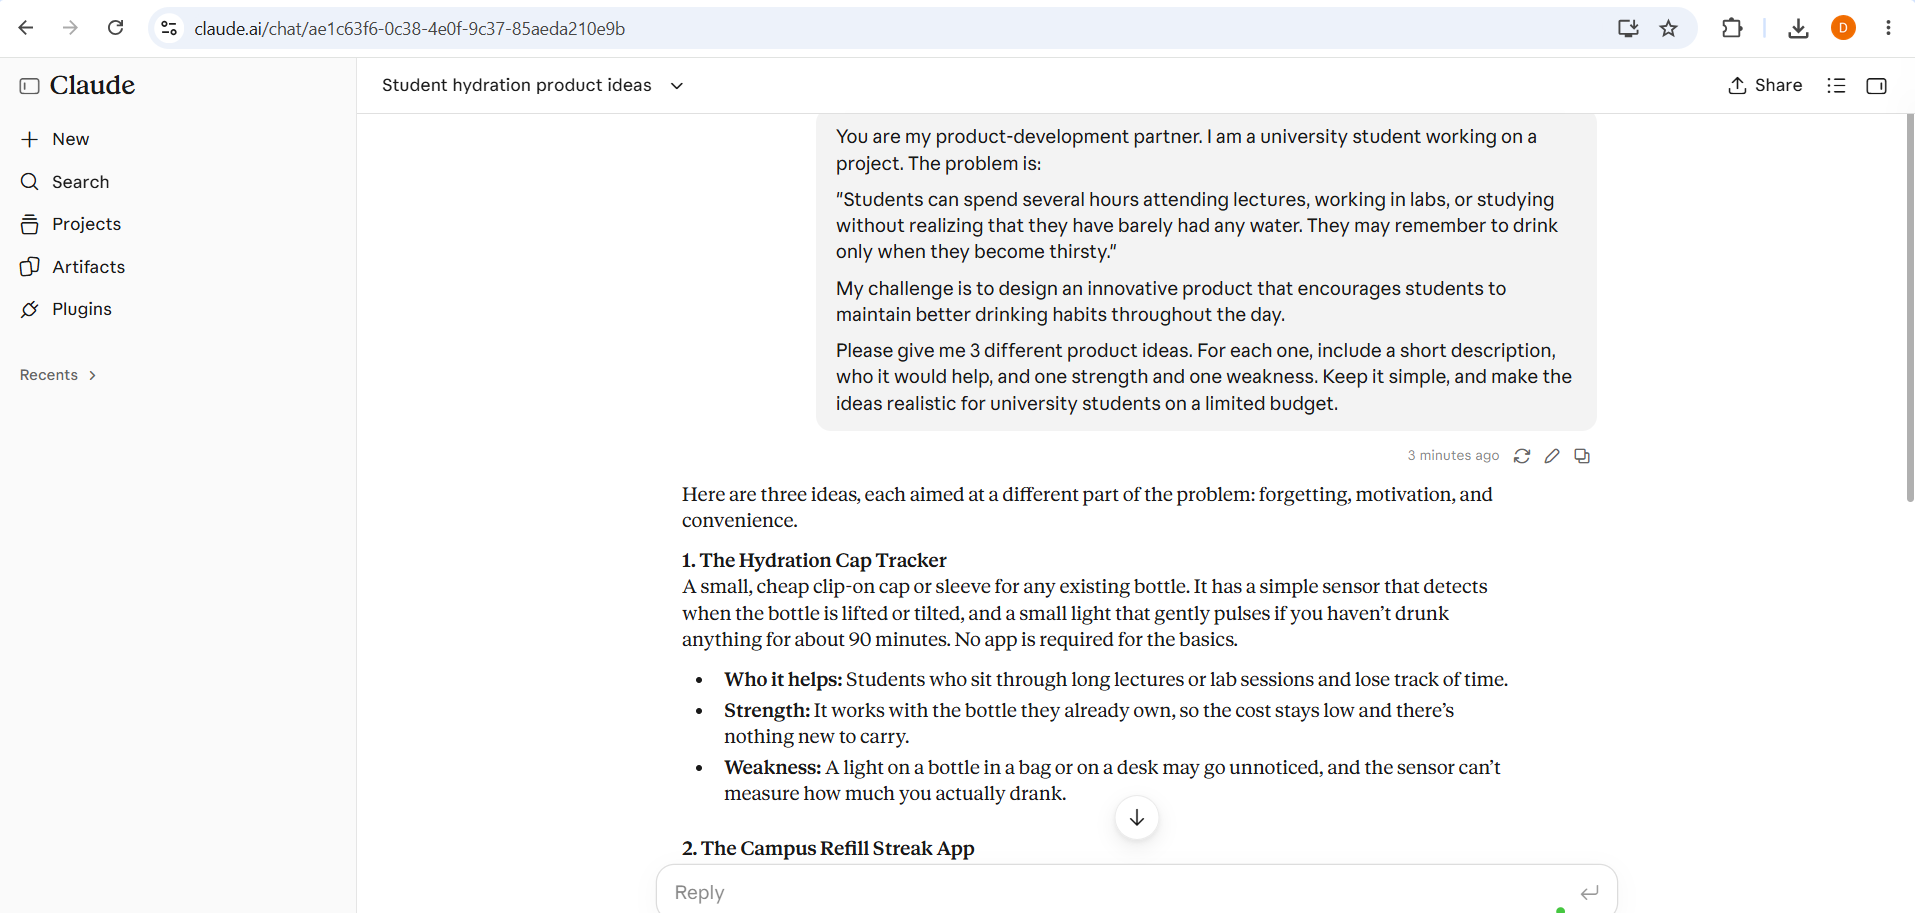 claude.ai/chat/ae1c63f6-0c38-4e0f-9c37-85aeda210e9b
D
Claude
New
Search
Projects
Artifacts
Plugins
Recents
Student hydration product ideas
Share
You are my product-development partner. I am a university student working on a
project. The problem is:
"Students can spend several hours attending lectures, working in labs, or studying
without realizing that they have barely had any water. They may remember to drink
only when they become thirsty."
My challenge is to design an innovative product that encourages students to
maintain better drinking habits throughout the day.
Please give me 3 different product ideas. For each one, include a short description,
who it would help, and one strength and one weakness. Keep it simple, and make the
ideas realistic for university students on a limited budget.
3 minutes ago
Here are three ideas, each aimed at a different part of the problem: forgetting, motivation, and
convenience.
1. The Hydration Cap Tracker
A small, cheap clip-on cap or sleeve for any existing bottle. It has a simple sensor that detects
when the bottle is lifted or tilted, and a small light that gently pulses if you haven't drunk
anything for about 90 minutes. No app is required for the basics.
• Who it helps: Students who sit through long lectures or lab sessions and lose track of time.
• Strength: It works with the bottle they already own, so the cost stays low and there's
nothing new to carry.
• Weakness: A light on a bottle in a bag or on a desk may go unnoticed, and the sensor can't
measure how much you actually drank.
2. The Campus Refill Streak App
Reply